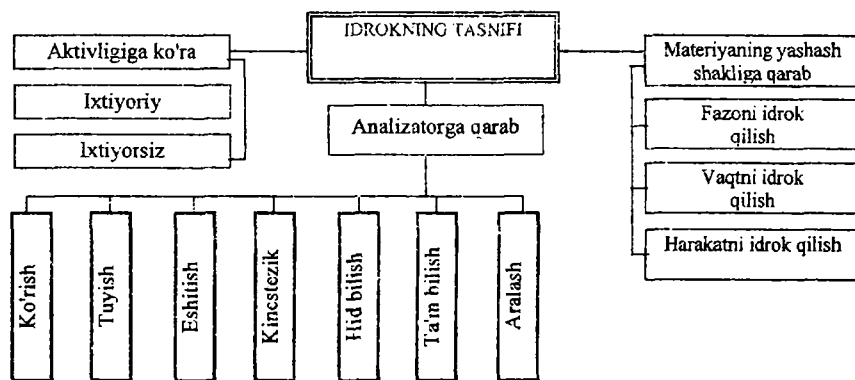 IDROKNING TASNIFI
Aktivligiga ko'ra
Ixtiyoriy
Ixtiyorsiz
Analizatorga qarab
Ko'rish
Tuyish
Eshitish
Kinestezik
Hid bilish
Ta'm bilish
Aralash
Materiyaning yashash
shakliga qarab
Fazoni idrok
qilish
Vaqtni idrok
qilish
Harakatni idrok qilish